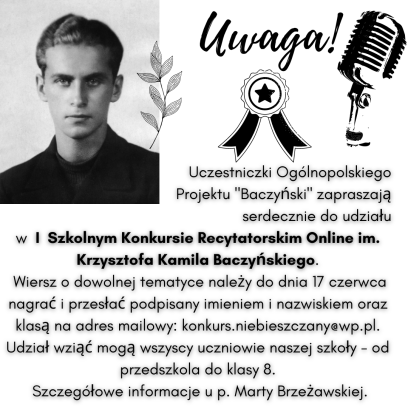 Uwaga!
Uczestniczki Ogólnopolskiego
Projektu "Baczyński" zapraszają
serdecznie do udziału
w I Szkolnym Konkursie Recytatorskim Online im.
Krzysztofa Kamila Baczyńskiego.
Wiersz o dowolnej tematyce należy do dnia 17 czerwca
nagrać i przesłać podpisany imieniem i nazwiskiem oraz
klasą na adres mailowy: konkurs.niebieszczany@wp.pl.
Udział wziąć mogą wszyscy uczniowie naszej szkoły - od
przedszkola do klasy 8.
Szczegółowe informacje u p. Marty Brzeżawskiej.